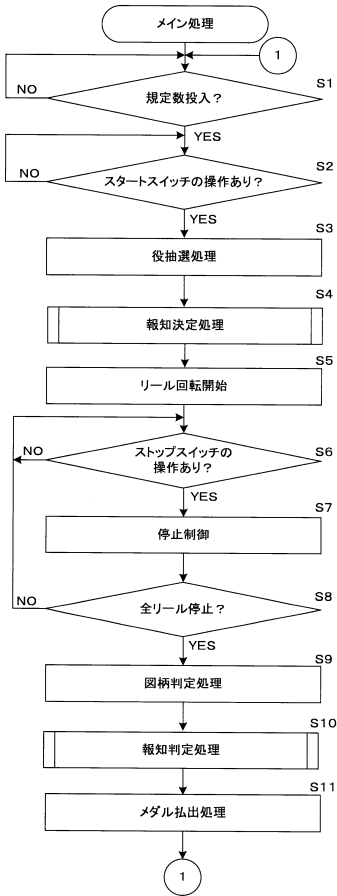 メイン処理
1
S1
規定数投入？
NO
YES
S2
スタートスイッチの操作あり？
NO
YES
S3
役抽選処理
S4
報知決定処理
S5
リール回転開始
S6
ストップスイッチの
操作あり？
NO
YES
S7
停止制御
S8
全リール停止？
NO
YES
S9
図柄判定処理
S10
報知判定処理
S11
メダル払出処理
1